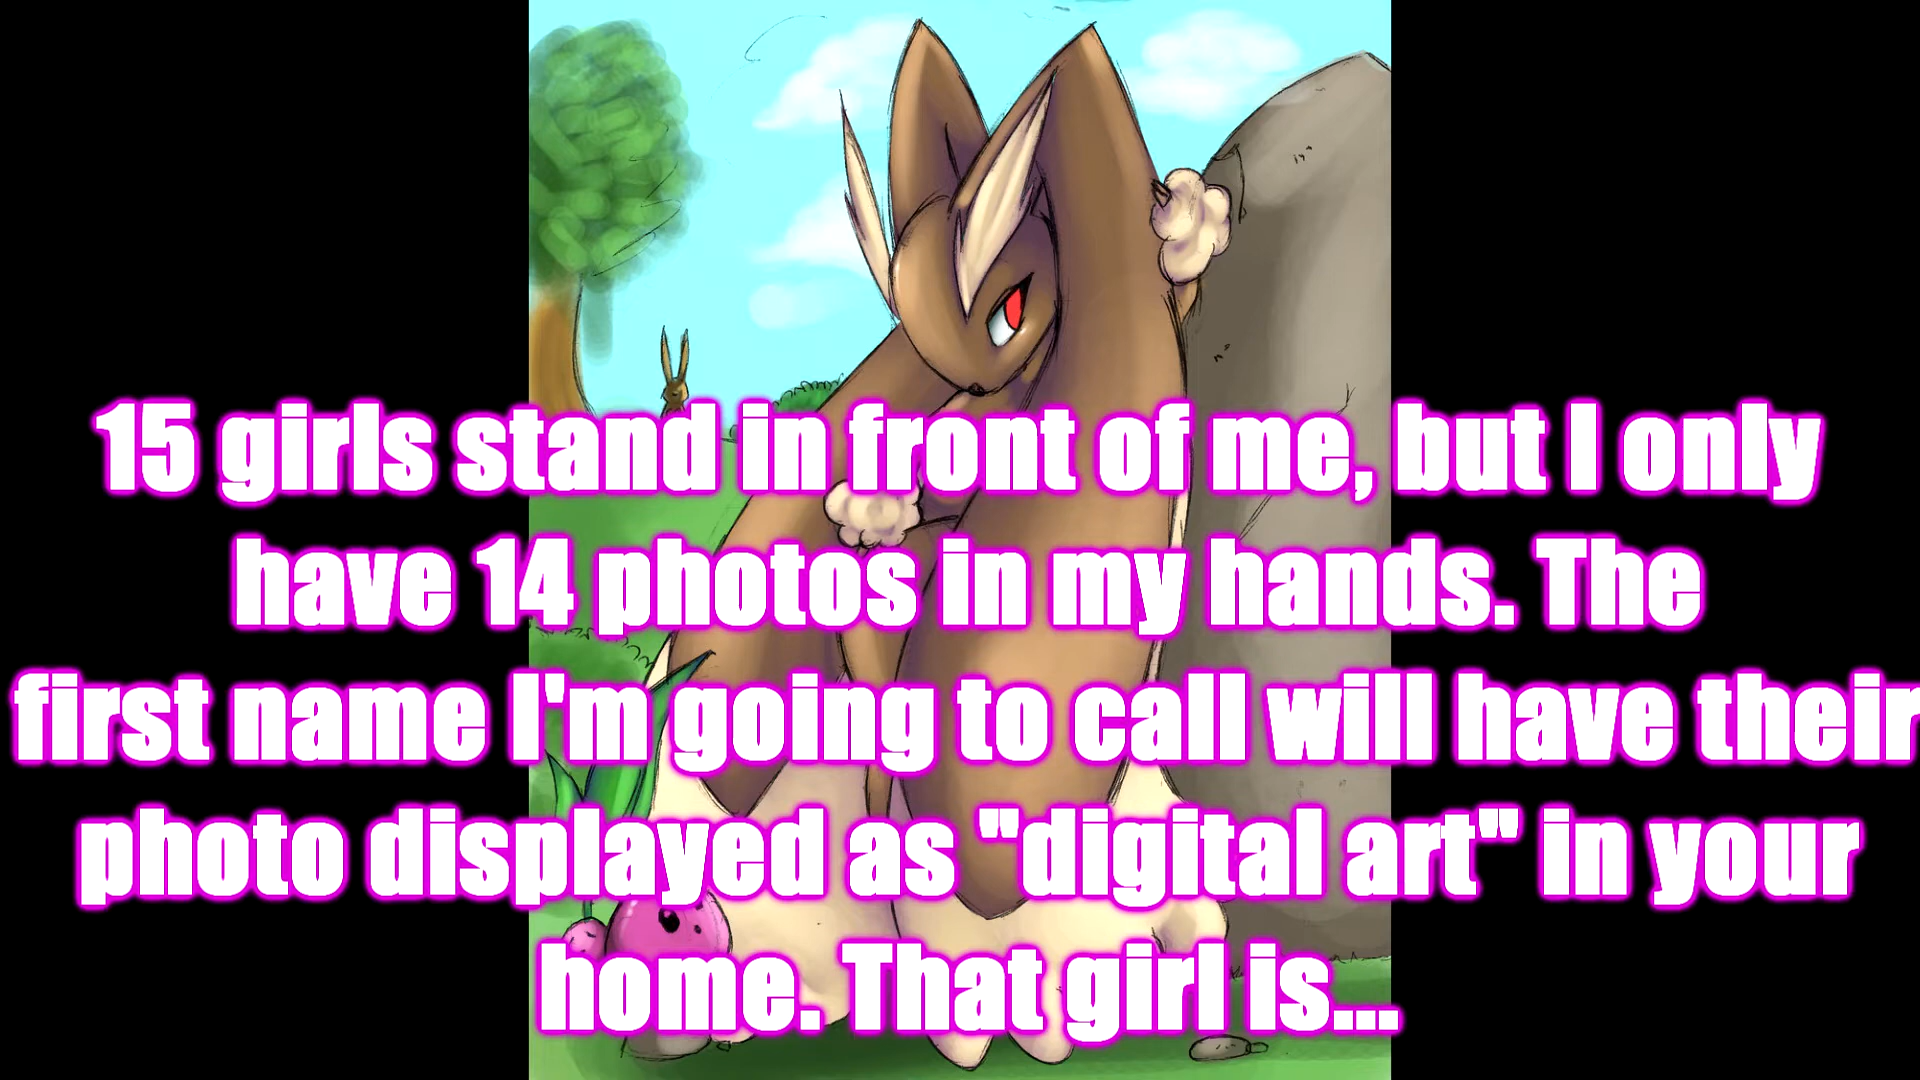 15 girls stand in front of me, but I only
have 14 photos in my hands. The
first name I'm going to call will have their
photo displayed as "digital art" in your
home. That girl is...